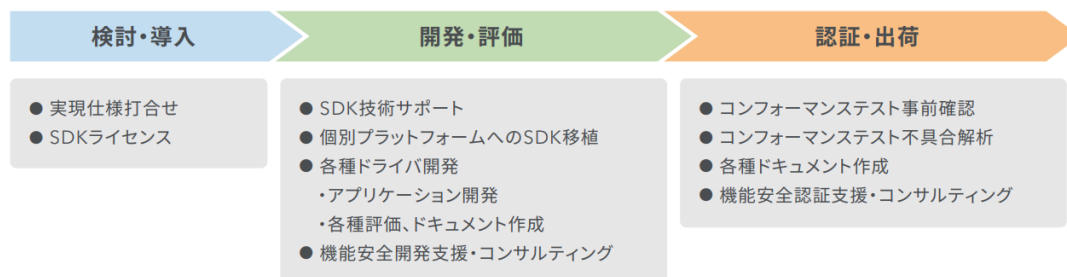 検討・導入
● 実現仕様打合せ
● SDKライセンス
開発・評価
● SDK技術サポート
● 個別プラットフォームへのSDK移植
● 各種ドライバ開発
・アプリケーション開発
・各種評価、ドキュメント作成
● 機能安全開発支援・コンサルティング
認証・出荷
● コンフォーマンステスト事前確認
● コンフォーマンステスト不具合解析
● 各種ドキュメント作成
● 機能安全認証支援・コンサルティング